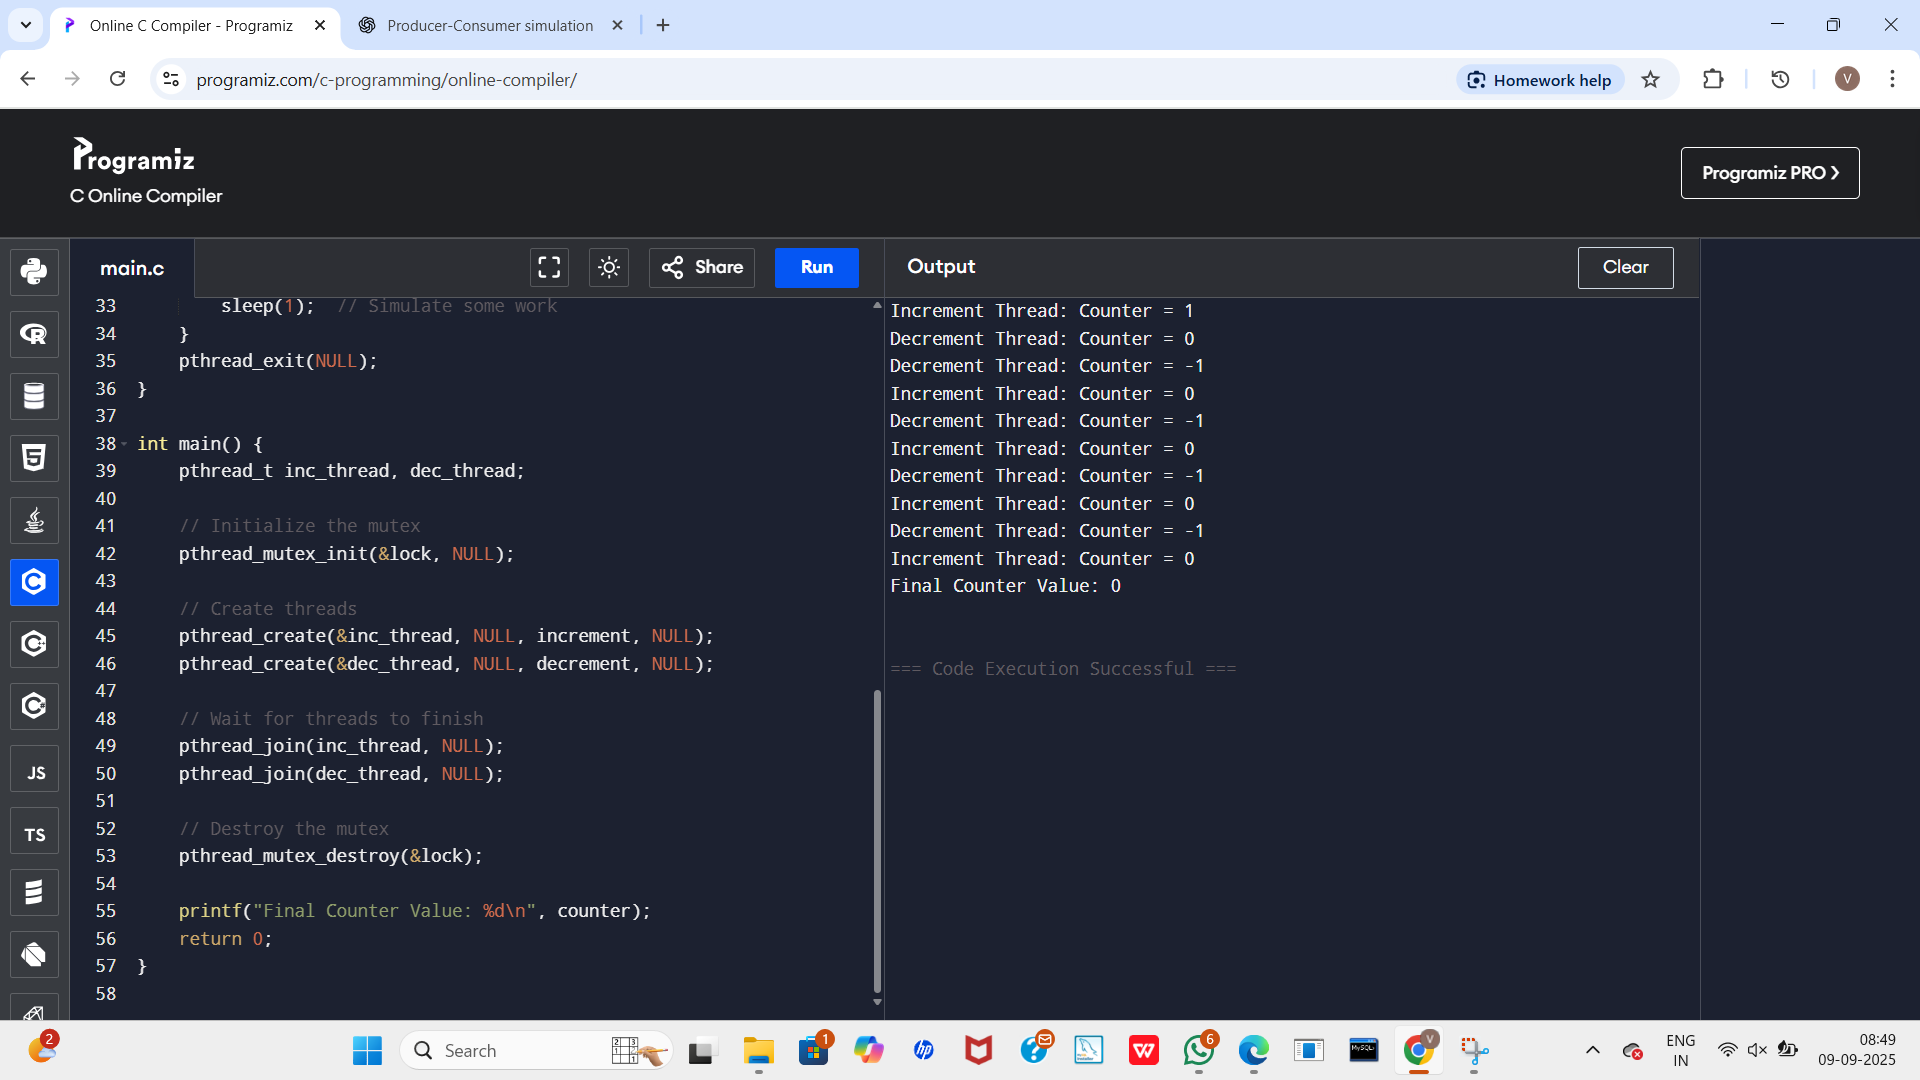 Online C Compiler - Programiz
Producer-Consumer simulation
programiz.com/c-programming/online-compiler/
Homework help
V
Programiz
C Online Compiler
Programiz PRO ❯
main.c
Share
Run
Output
Clear
33 sleep(1);  // Simulate some work
34 }
35 pthread_exit(NULL);
36 }
37
38 int main() {
39 pthread_t inc_thread, dec_thread;
40
41 // Initialize the mutex
42 pthread_mutex_init(&lock, NULL);
43
44 // Create threads
45 pthread_create(&inc_thread, NULL, increment, NULL);
46 pthread_create(&dec_thread, NULL, decrement, NULL);
47
48 // Wait for threads to finish
49 pthread_join(inc_thread, NULL);
50 pthread_join(dec_thread, NULL);
51
52 // Destroy the mutex
53 pthread_mutex_destroy(&lock);
54
55 printf("Final Counter Value: %d\n", counter);
56 return 0;
57 }
58
Increment Thread: Counter = 1
Decrement Thread: Counter = 0
Decrement Thread: Counter = -1
Increment Thread: Counter = 0
Decrement Thread: Counter = -1
Increment Thread: Counter = 0
Decrement Thread: Counter = -1
Increment Thread: Counter = 0
Decrement Thread: Counter = -1
Increment Thread: Counter = 0
Final Counter Value: 0
=== Code Execution Successful ===
JS
TS
2
Search
1
hp
W
6
MySQL
V
ENG
IN
08:49
09-09-2025